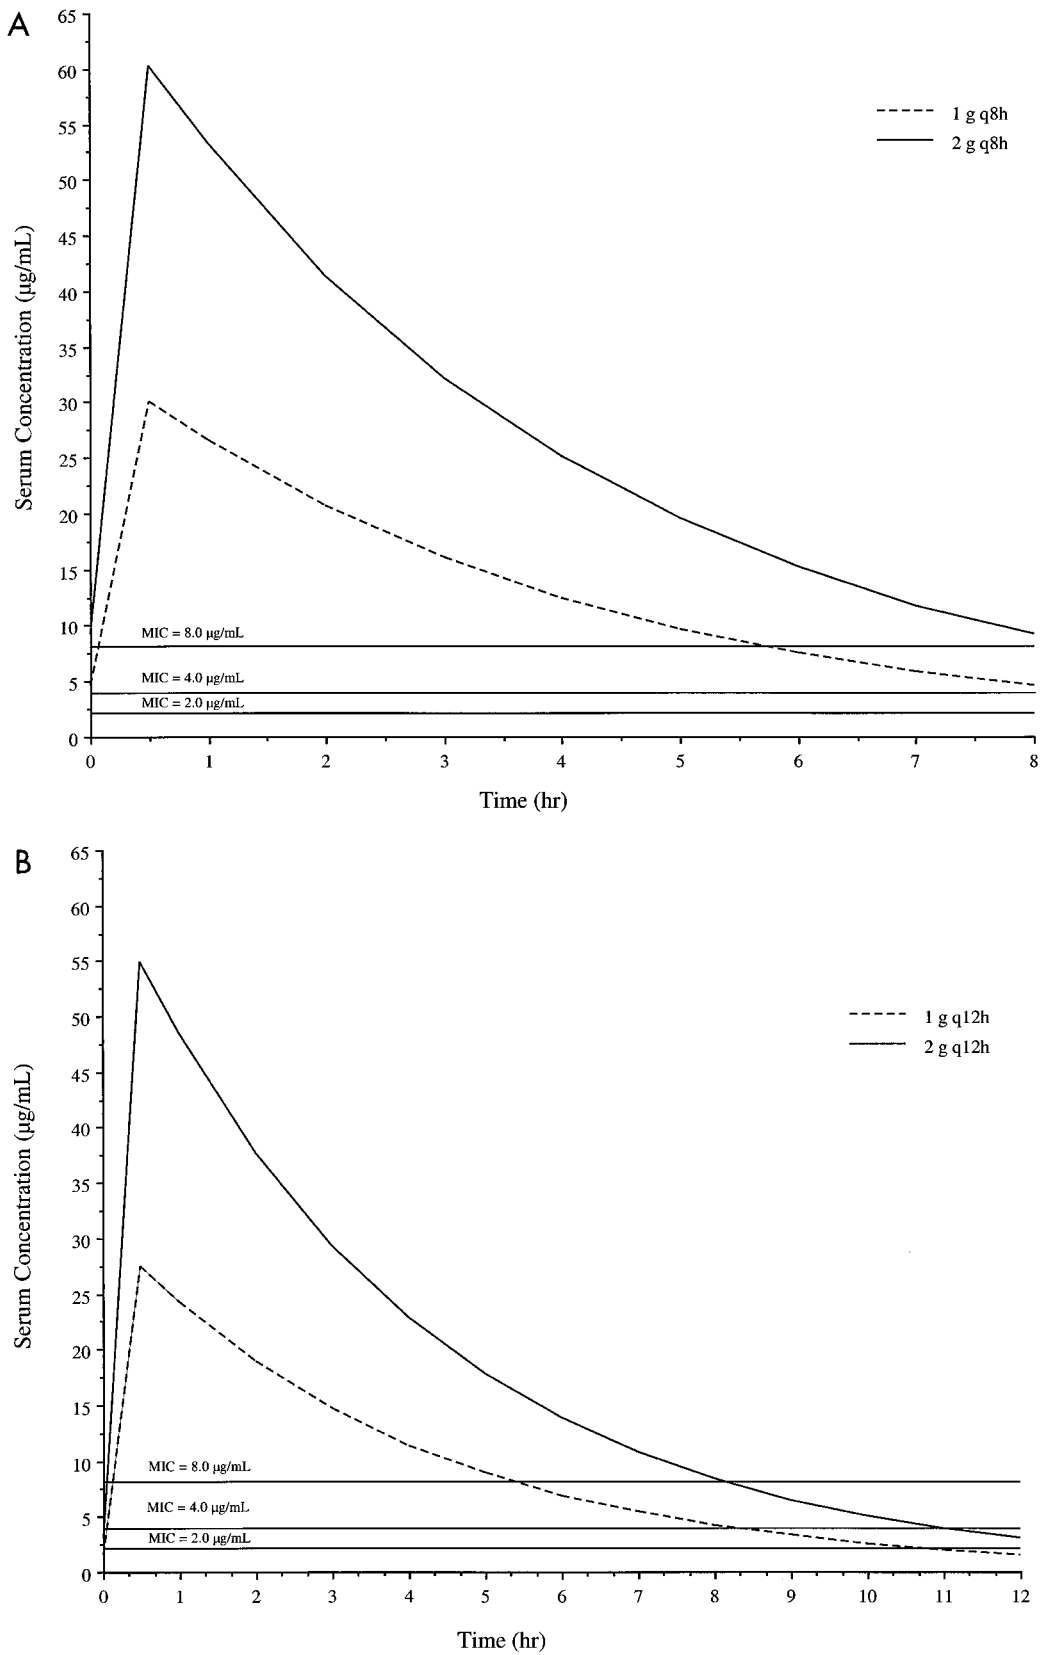 A
65
60
55
50
45
40
35
30
25
20
15
10
5
0
Serum Concentration (μg/mL)
1 g q8h
2 g q8h
MIC = 8.0 μg/mL
MIC = 4.0 μg/mL
MIC = 2.0 μg/mL
0 1 2 3 4 5 6 7 8
Time (hr)
B
65
60
55
50
45
40
35
30
25
20
15
10
5
0
Serum Concentration (μg/mL)
1 g q12h
2 g q12h
MIC = 8.0 μg/mL
MIC = 4.0 μg/mL
MIC = 2.0 μg/mL
0 1 2 3 4 5 6 7 8 9 10 11 12
Time (hr)